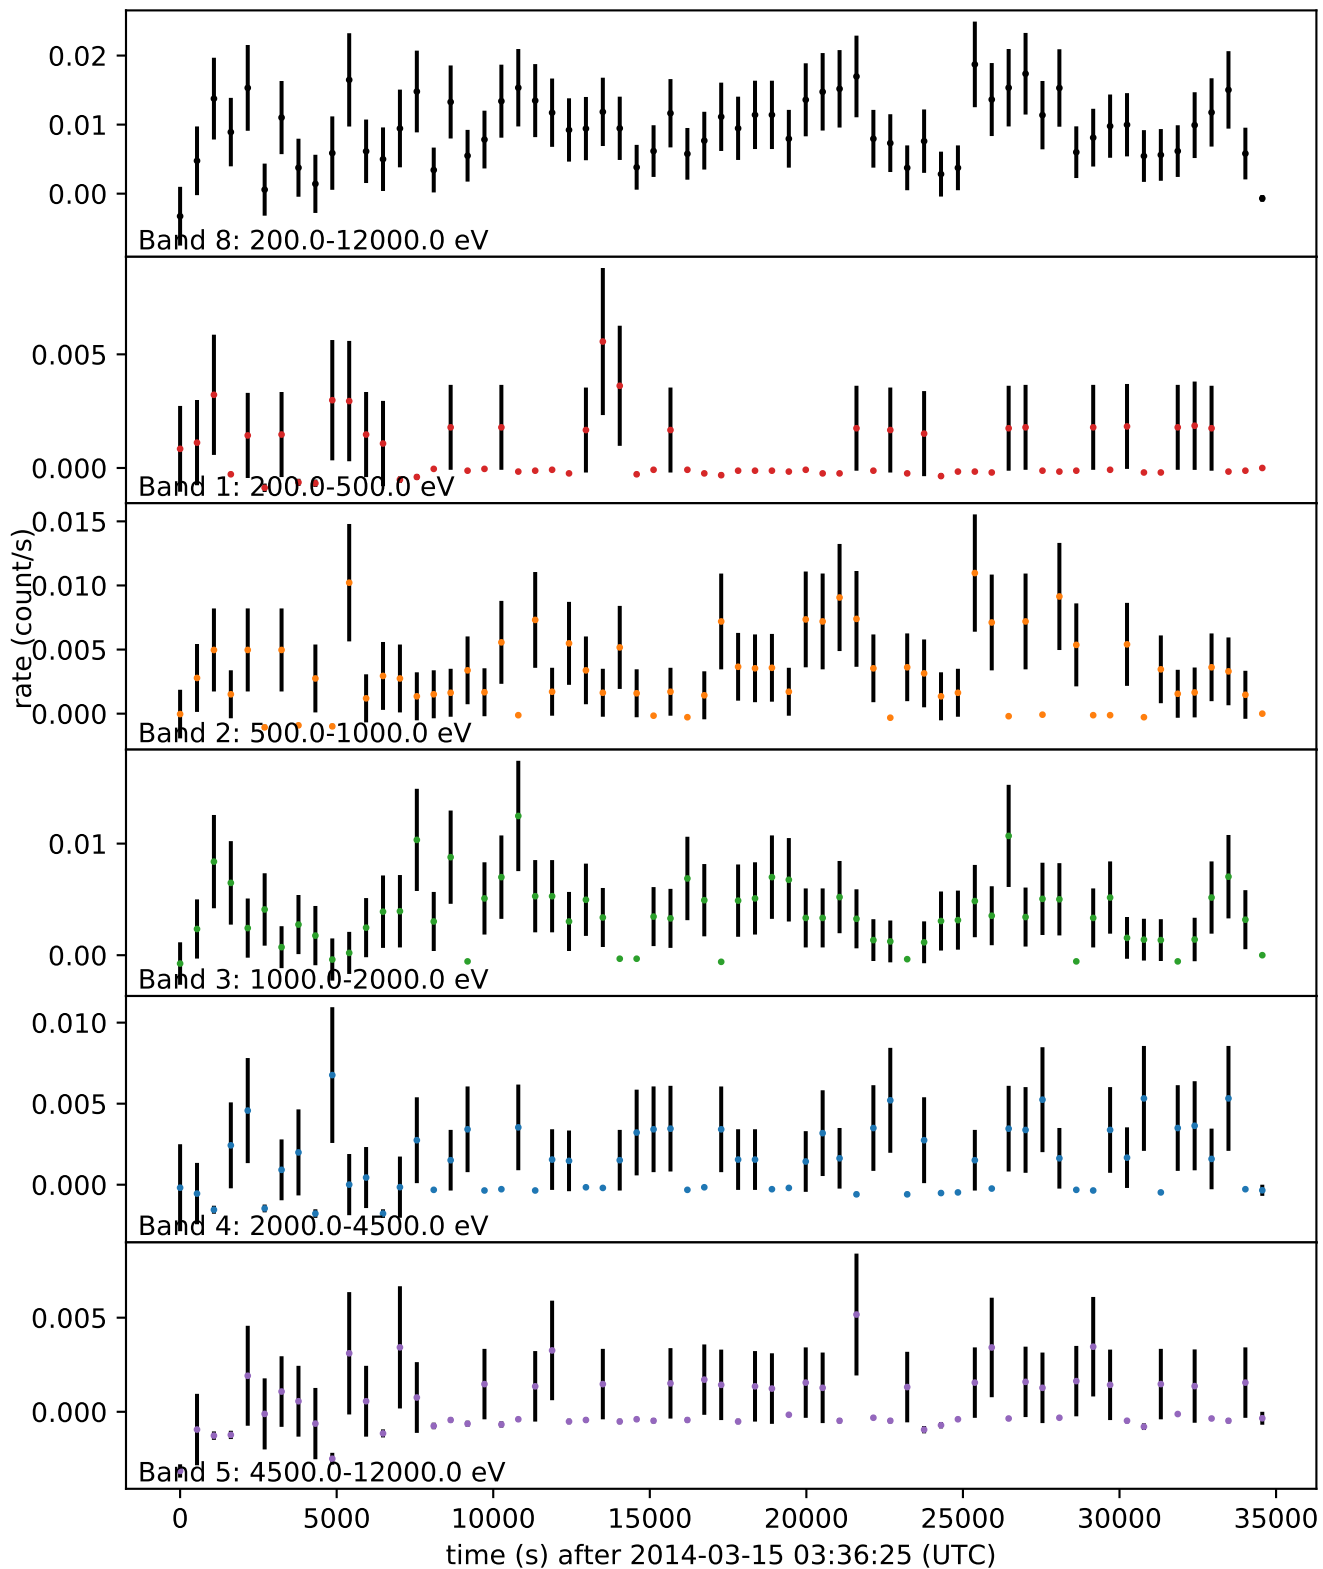 0.02
0.01
0.00
Band 8: 200.0-12000.0 eV
0.005
0.000
Band 1: 200.0-500.0 eV
rate (count/s)
0.015
0.010
0.005
0.000
Band 2: 500.0-1000.0 eV
0.01
0.00
Band 3: 1000.0-2000.0 eV
0.010
0.005
0.000
Band 4: 2000.0-4500.0 eV
0.005
0.000
Band 5: 4500.0-12000.0 eV
0 5000 10000 15000 20000 25000 30000 35000
time (s) after 2014-03-15 03:36:25 (UTC)